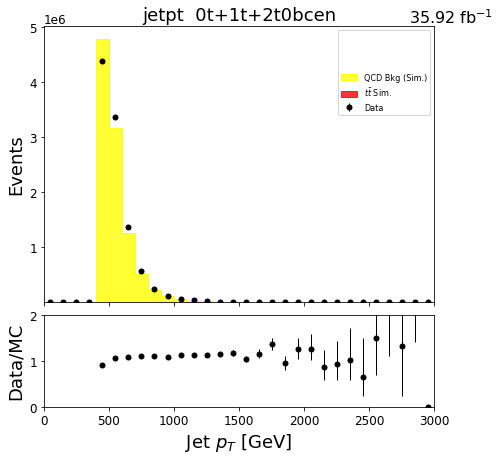 jetpt 0t+1t+2t0bcen
35.92 fb⁻¹
1e6
5
4
3
2
1
Events
QCD Bkg (Sim.)
tt̄ Sim.
Data
2
1
0
Data/MC
0 500 1000 1500 2000 2500 3000
Jet p_T [GeV]